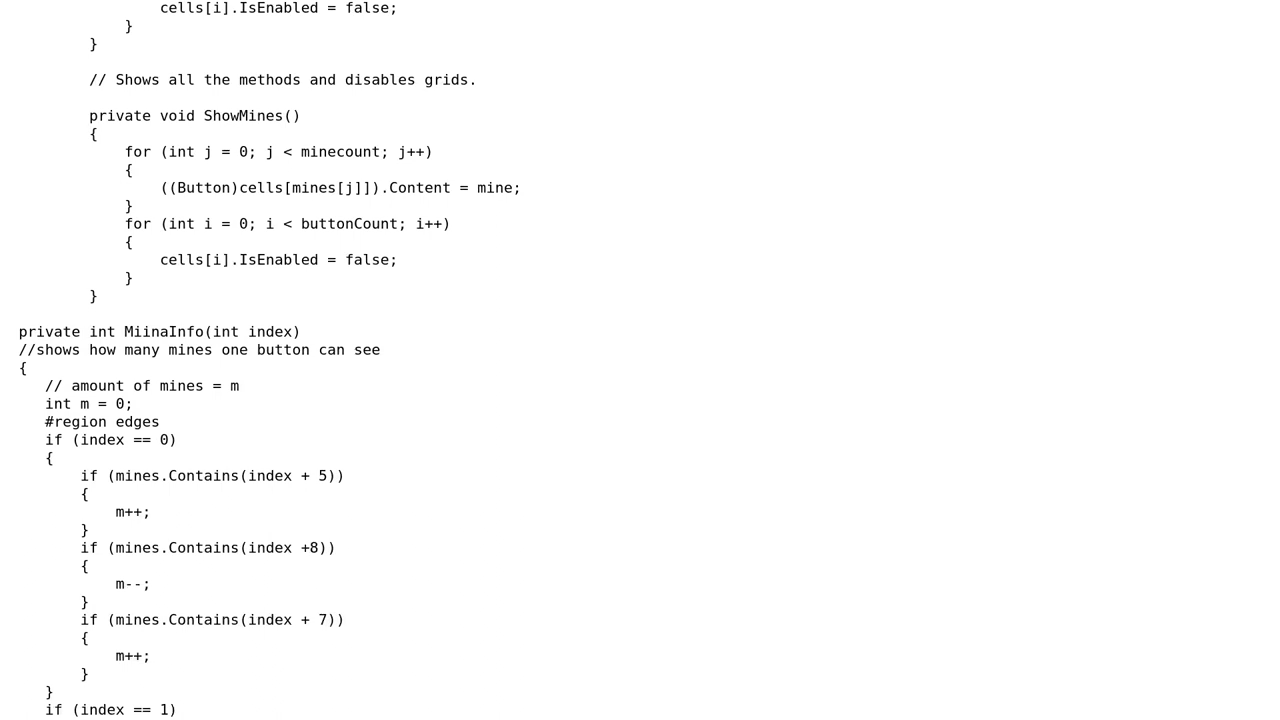 cells[i].IsEnabled = false;
}
}
// Shows all the methods and disables grids.
private void ShowMines()
{
for (int j = 0; j < minecount; j++)
{
((Button)cells[mines[j]]).Content = mine;
}
for (int i = 0; i < buttonCount; i++)
{
cells[i].IsEnabled = false;
}
}
private int MiinaInfo(int index)
//shows how many mines one button can see
{
// amount of mines = m
int m = 0;
#region edges
if (index == 0)
{
if (mines.Contains(index + 5))
{
m++;
}
if (mines.Contains(index +8))
{
m--;
}
if (mines.Contains(index + 7))
{
m++;
}
}
if (index == 1)